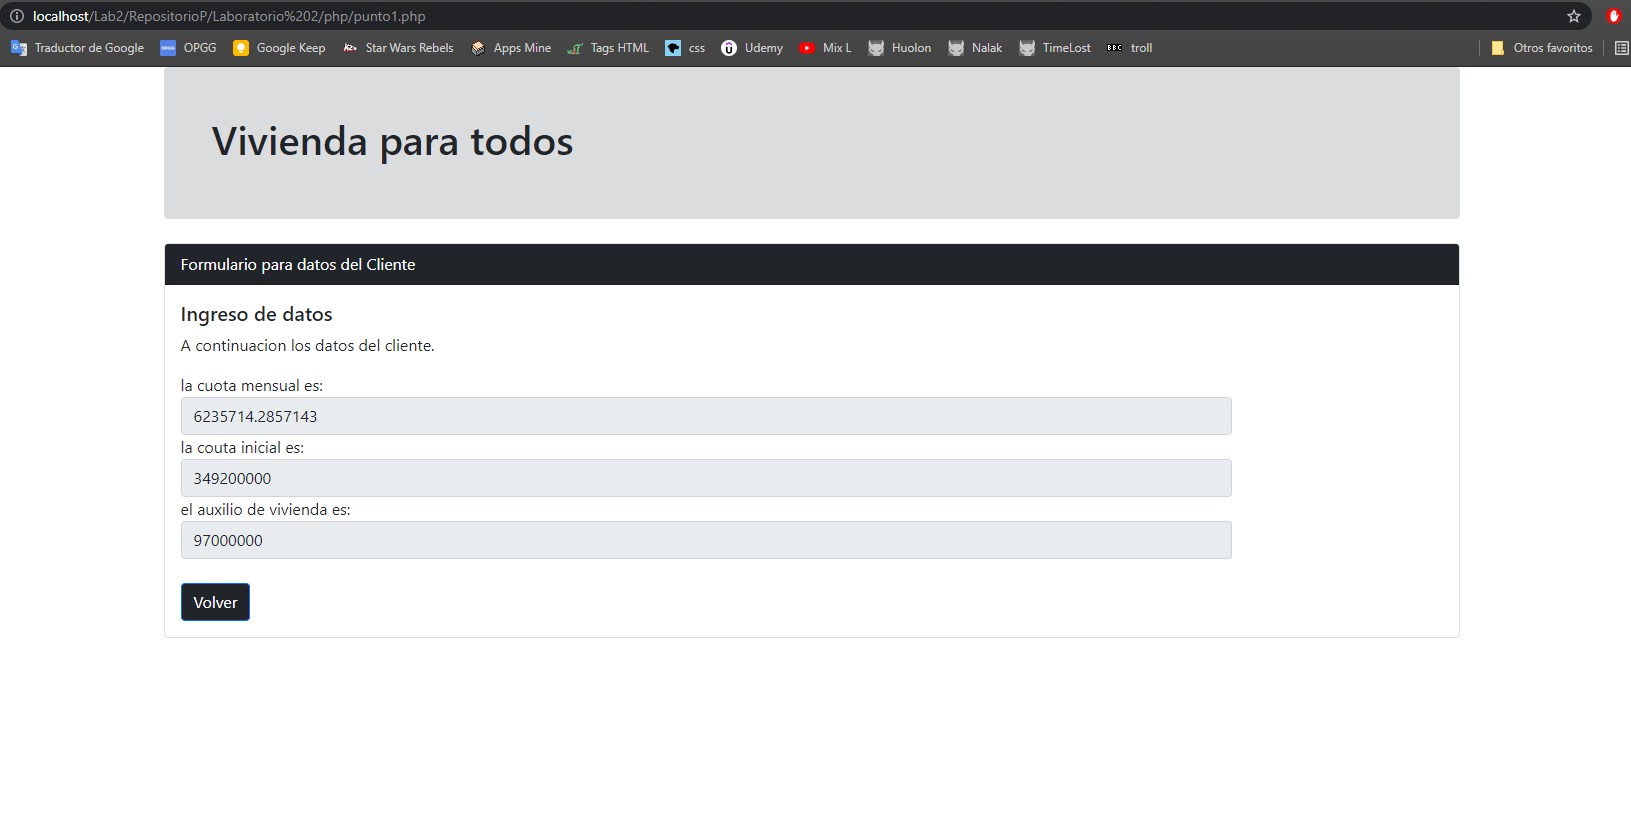 localhost/Lab2/RepositorioP/Laboratorio%202/php/punto1.php
Traductor de Google OPGG Google Keep Star Wars Rebels Apps Mine Tags HTML css Udemy Mix L Huolon Nalak TimeLost BBC troll Otros favoritos
Vivienda para todos
Formulario para datos del Cliente
Ingreso de datos
A continuacion los datos del cliente.
la cuota mensual es:
6235714.2857143
la couta inicial es:
349200000
el auxilio de vivienda es:
97000000
Volver